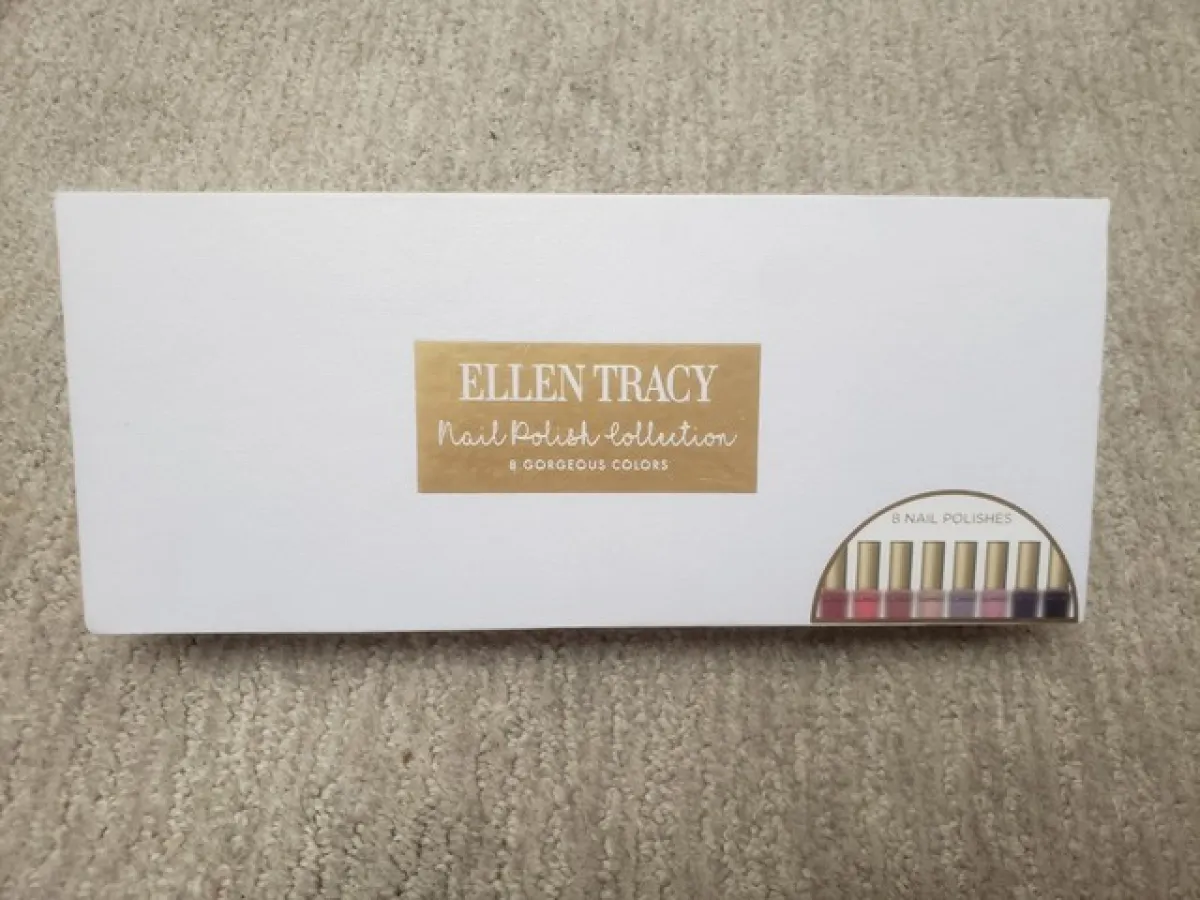 ELLEN TRACY
Nail Polish Collection
8 GORGEOUS COLORS
8 NAIL POLISHES